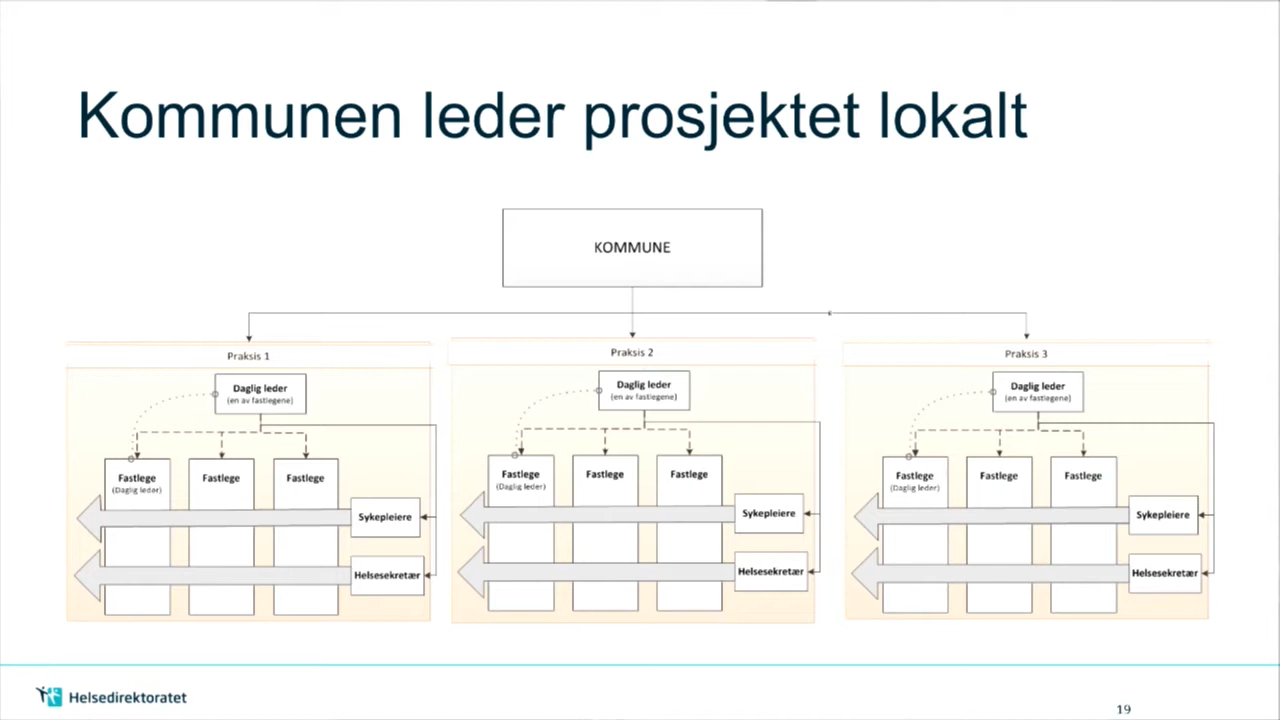 Kommunen leder prosjektet lokalt
KOMMUNE
Praksis 1
Daglig leder
(en av fastlegene)
Fastlege
(Daglig leder)
Fastlege
Fastlege
Sykepleiere
Helsesekretær
Praksis 2
Daglig leder
(en av fastlegene)
Fastlege
(Daglig leder)
Fastlege
Fastlege
Sykepleiere
Helsesekretær
Praksis 3
Daglig leder
(en av fastlegene)
Fastlege
(Daglig leder)
Fastlege
Fastlege
Sykepleiere
Helsesekretær
Helsedirektoratet
19